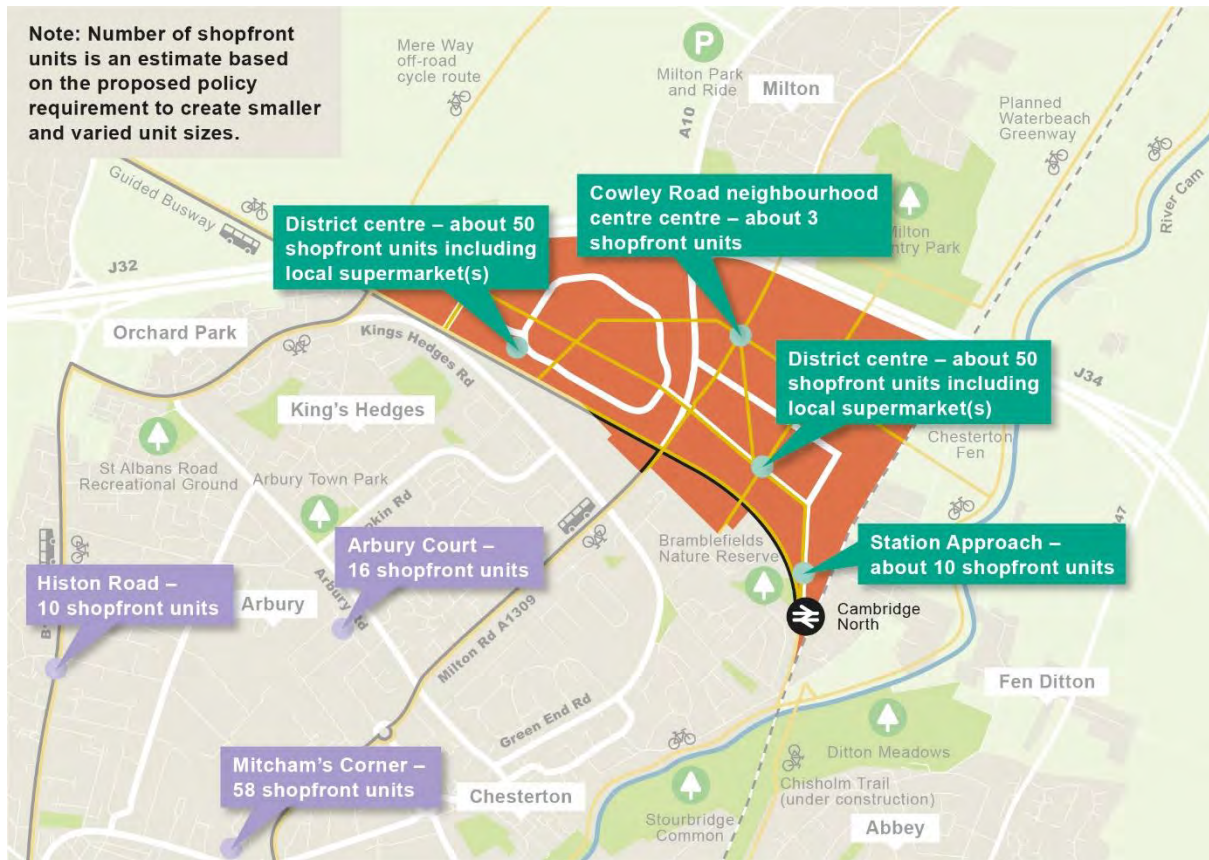 Note: Number of shopfront
units is an estimate based
on the proposed policy
requirement to create smaller
and varied unit sizes.
Mere Way
off-road
cycle route
P
Milton Park
and Ride
Milton
A10
Planned
Waterbeach
Greenway
River Cam
Guided Busway
District centre – about 50
shopfront units including
local supermarket(s)
Cowley Road neighbourhood
centre centre – about 3
shopfront units
Park
J32
Orchard Park
Kings Hedges Rd
District centre – about 50
shopfront units including
local supermarket(s)
J34
King's Hedges
Chesterton
Fen
St Albans Road
Recreational Ground
Arbury Town Park
Arbury Court –
16 shopfront units
Bramblefields
Nature Reserve
Station Approach –
about 10 shopfront units
Histon Road –
10 shopfront units
Arbury
Arbury Rd
Milton Rd A1309
Cambridge
North
Fen Ditton
Green End Rd
Mitcham's Corner –
58 shopfront units
Chesterton
Ditton Meadows
Chisholm Trail
(under construction)
Stourbridge
Common
Abbey